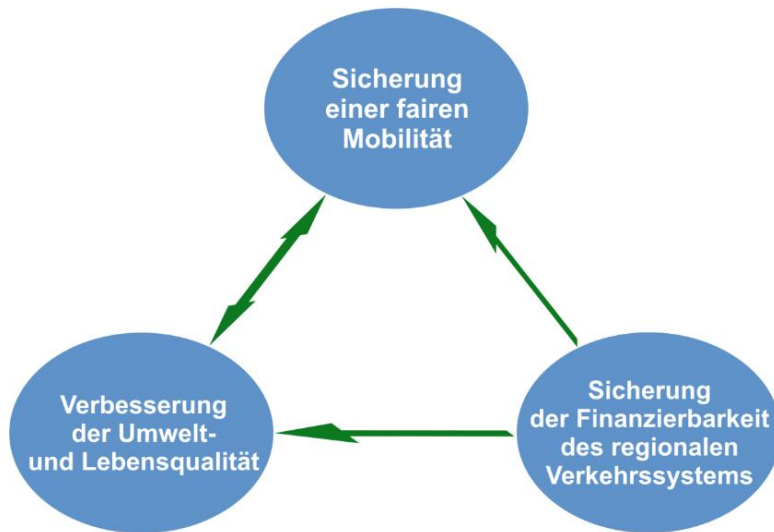 Sicherung
einer fairen
Mobilität
Verbesserung
der Umwelt-
und Lebensqualität
Sicherung
der Finanzierbarkeit
des regionalen
Verkehrssystems